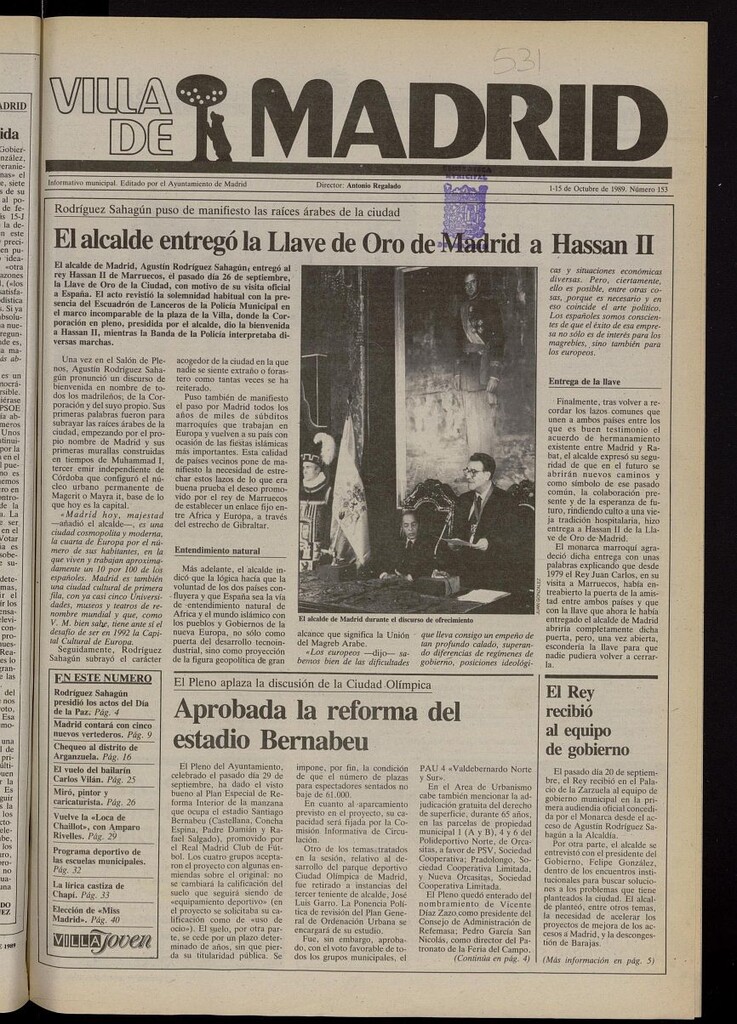 531
VILLA
DE
MADRID
Informativo municipal. Editado por el Ayuntamiento de Madrid
Director: Antonio Regalado
1-15 de Octubre de 1989. Número 153
Rodríguez Sahagún puso de manifiesto las raíces árabes de la ciudad
El alcalde entregó la Llave de Oro de Madrid a Hassan II
El alcalde de Madrid, Agustín Rodríguez Sahagún, entregó al
rey Hassan II de Marruecos, el pasado día 26 de septiembre,
la Llave de Oro de la Ciudad, con motivo de su visita oficial
a España. El acto revistió la solemnidad habitual con la pre-
sencia del Escuadrón de Lanceros de la Policía Municipal en
el marco incomparable de la plaza de la Villa, donde la Cor-
poración en pleno, presidida por el alcalde, dio la bienvenida
a Hassan II, mientras la Banda de la Policía interpretaba di-
versas marchas.
Una vez en el Salón de Ple-
nos, Agustín Rodríguez Saha-
gún pronunció un discurso de
bienvenida en nombre de to-
dos los madrileños; de la Cor-
poración y del suyo propio. Sus
primeras palabras fueron para
subrayar las raíces árabes de la
ciudad, empezando por el pro-
pio nombre de Madrid y sus
primeras murallas construidas
en tiempos de Muhammad I,
tercer emir independiente de
Córdoba que configuró el nú-
cleo urbano permanente de
Magerit o Mayra it, base de lo
que hoy es la capital.
«Madrid hoy, majestad
—añadió el alcalde—, es una
ciudad cosmopolita y moderna,
la cuarta de Europa por el nú-
mero de sus habitantes, en la
que viven y trabajan aproxima-
damente un 10 por 100 de los
españoles. Madrid es también
una ciudad cultural de primera
fila, con ya casi cinco Universi-
dades, museos y teatros de re-
nombre mundial y que, como
V. M. bien sabe, tiene ante sí el
desafío de ser en 1992 la Capi-
tal Cultural de Europa.
Seguidamente, Rodríguez
Sahagún subrayó el carácter
acogedor de la ciudad en la que
nadie se siente extraño o foras-
tero como tantas veces se ha
reiterado.
Puso también de manifiesto
el paso por Madrid todos los
años de miles de súbitos
marroquíes que trabajan en
Europa y vuelven a su país con
ocasión de las fiestas islámicas
más importantes. Esta calidad
de países vecinos pone de ma-
nifiesto la necesidad de estre-
char estos lazos de lo que era
buena prueba el deseo promovi-
do por el rey de Marruecos
de establecer un enlace fijo en-
tre Africa y Europa, a través
del estrecho de Gibraltar.
Entendimiento natural
Más adelante, el alcalde in-
dicó que la lógica hacía que la
voluntad de los dos países con-
fluyera y que España sea la vía
de entendimiento natural de
Africa y el mundo islámico con
los pueblos y Gobiernos de la
nueva Europa, no sólo como
puerta del desarrollo tecnoin-
dustrial, sino como proyección
de la figura geopolítica de gran
El alcalde de Madrid durante el discurso de ofrecimiento
alcance que significa la Unión
del Magreb Arabe.
«Los europeos —dijo— sa-
bemos bien de las dificultades
que lleva consigo un empeño de
tan profundo calado, superan-
do diferencias de regímenes de
gobierno, posiciones ideológi-
cas y situaciones económicas
diversas. Pero, ciertamente,
ello es posible, entre otras co-
sas, porque es necesario y en
eso coincide el arte político.
Los españoles somos conscien-
tes de que el éxito de esa empre-
sa no sólo es de interés para los
magrebíes, sino también para
los europeos.
Entrega de la llave
Finalmente, tras volver a re-
cordar los lazos comunes que
unen a ambos países entre los
que es buen testimonio el
acuerdo de hermanamiento
existente entre Madrid y Ra-
bat, el alcalde expresó su segu-
ridad de que en el futuro se
abrirán nuevos caminos y
como símbolo de ese pasado
común, la colaboración presen-
te y de la esperanza de futu-
ro, rindiendo culto a una vieja
tradición hospitalaria, hizo
entrega a Hassan II de la Lla-
ve de Oro de Madrid.
El monarca marroquí agra-
deció dicha entrega con unas
palabras explicando que desde
1979 el Rey Juan Carlos, en su
visita a Marruecos, había entre-
abierto la puerta de la amistad
entre ambos países y que
con la llave que ahora le había
entregado el alcalde de Madrid
abriría completamente dicha
puerta, pero, una vez abierta,
escondería la llave para que
nadie pudiera volver a cerrar-
la.
EN ESTE NUMERO
Rodríguez Sahagún
presidió los actos del Día
de la Paz. Pág. 4
Madrid contará con cinco
nuevos vertederos. Pág. 9
Chequeo al distrito de
Arganzuela. Pág. 16
El vuelo del bailarín
Carlos Vilán. Pág. 25
Miró, pintor y
caricaturista. Pág. 26
Vuelve la «Loca de
Chaillot», con Amparo
Rivelles. Pág. 29
Programa deportivo de
las escuelas municipales.
Pág. 32
La lírica castiza de
Chapí. Pág. 33
Elección de «Miss
Madrid». Pág. 40
VILLA Joven
El Pleno aplaza la discusión de la Ciudad Olímpica
Aprobada la reforma del
estadio Bernabeu
El Pleno del Ayuntamiento,
celebrado el pasado día 29 de
septiembre, ha dado el visto
bueno al Plan Especial de Re-
forma Interior de la manzana
que ocupa el estadio Santiago
Bernabeu (Castellana, Concha
Espina, Padre Damián y Ra-
fael Salgado), promovido por
el Real Madrid Club de Fút-
bol. Los cuatro grupos acepta-
ron el proyecto con algunas en-
miendas sobre el original: no
se cambiará la calificación del
suelo que seguirá siendo de
«equipamiento deportivo» (en
el proyecto se solicitaba su ca-
lificación como de «uso de
ocio»). El suelo, por otra parte,
se cede por un plazo determi-
nado de años, sin que pierda
su titularidad pública. Se
impone, por fin, la condición
de que el número de plazas
para espectadores sentados no
baje de 61.000.
En cuanto al aparcamiento
previsto en el proyecto, su ca-
pacidad será fijada por la Co-
misión Informativa de Circu-
lación.
Otro de los temas tratados
en la sesión, relativo al desarro-
llo del parque deportivo
Ciudad Olímpica de Madrid,
fue retirado a instancias del
tercer teniente de alcalde, José
Luis Garro. La Ponencia Polí-
tica de revisión del Plan Gene-
ral de Ordenación Urbana se
encargará de su estudio.
Fue, sin embargo, aproba-
do, con el voto favorable de to-
dos los grupos municipales, el
PAU 4 «Valdebernardo Norte
y Sur».
En el Area de Urbanismo
cabe también mencionar la ad-
judicación gratuita del derecho
de superficie, durante 65 años,
en las parcelas de propiedad
municipal 1 (A y B), 4 y 6 del
Polideportivo Norte, de Orca-
sitas, a favor de PSV, Sociedad
Cooperativa; Pradolongo, So-
ciedad Cooperativa Limitada,
y Nueva Orcasitas, Sociedad
Cooperativa Limitada.
El Pleno quedó enterado del
nombramiento de Vicente
Díaz Zazo como presidente del
Consejo de Administración de
Refemasa; Pedro García San
Nicolás, como director del Pa-
tronato de la Feria del Campo.
(Continúa en pág. 4)
El Rey
recibió
al equipo
de gobierno
El pasado día 20 de septiem-
bre, el Rey recibió en el Pala-
cio de la Zarzuela al equipo de
gobierno municipal en la pri-
mera audiencia oficial concedi-
da por el Monarca desde el ac-
ceso de Agustín Rodríguez Sa-
hagún a la Alcaldía.
Por otra parte, el alcalde se
entrevistó con el presidente del
Gobierno, Felipe González,
dentro de los encuentros insti-
tucionales para buscar solucio-
nes a los problemas que tiene
planteados la ciudad. El alcal-
de planteó, entre otros temas,
la necesidad de acelerar los
proyectos de mejora de los ac-
cesos a Madrid, y la desconges-
tión de Barajas.
(Más información en pág. 5)